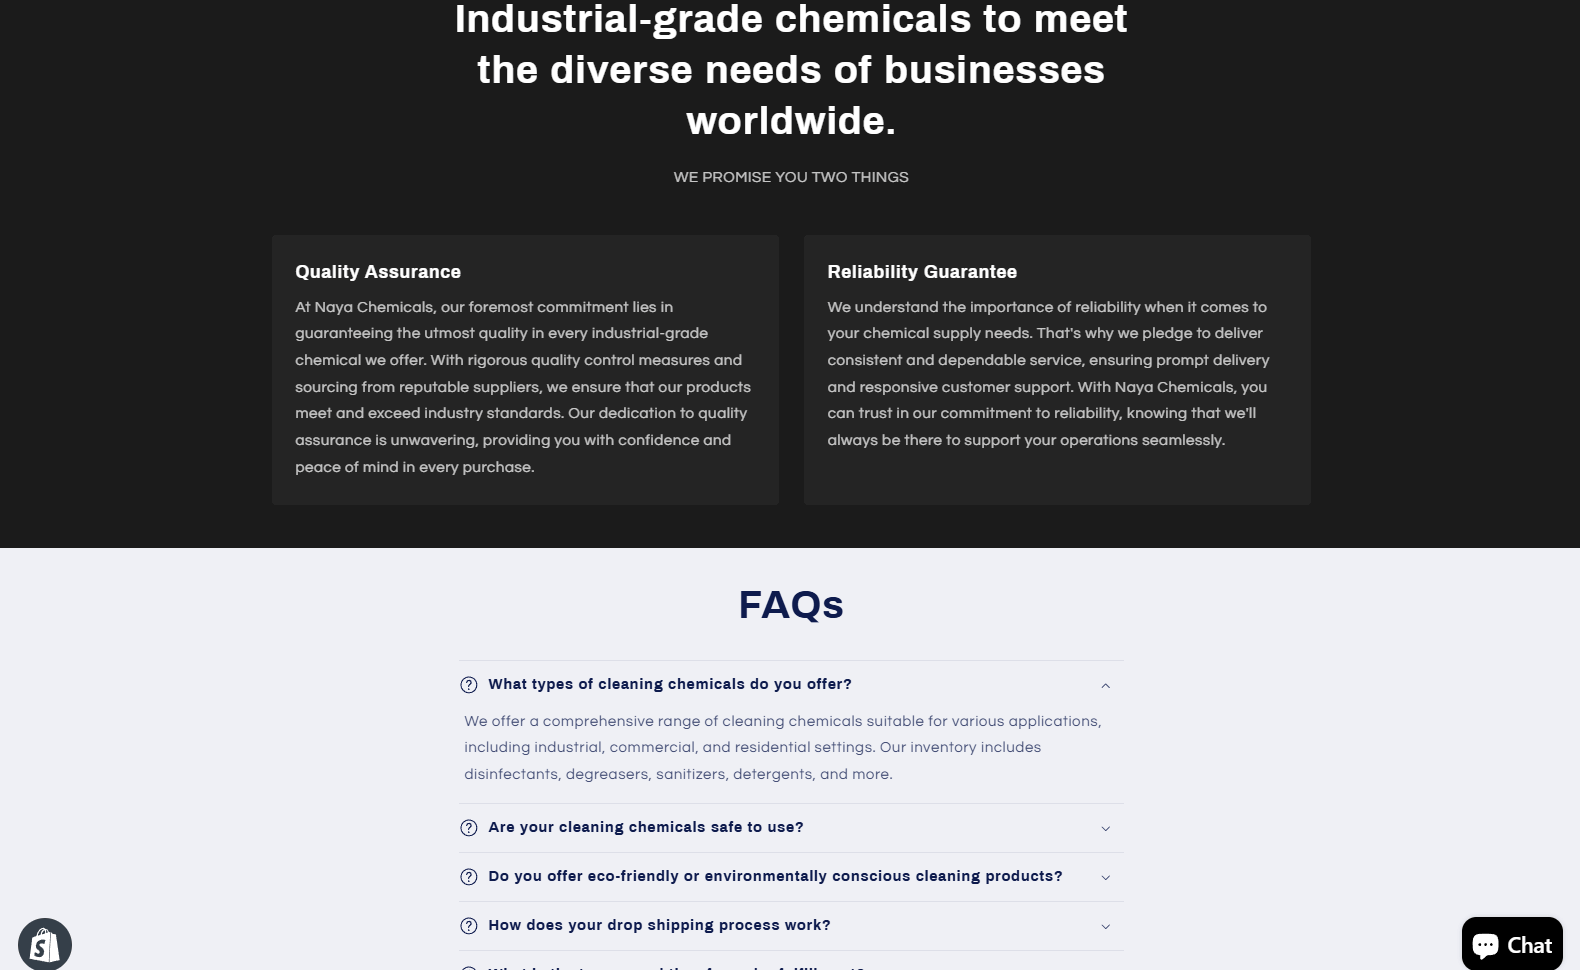 Industrial-grade chemicals to meet
the diverse needs of businesses
worldwide.
WE PROMISE YOU TWO THINGS
Quality Assurance
At Naya Chemicals, our foremost commitment lies in
guaranteeing the utmost quality in every industrial-grade
chemical we offer. With rigorous quality control measures and
sourcing from reputable suppliers, we ensure that our products
meet and exceed industry standards. Our dedication to quality
assurance is unwavering, providing you with confidence and
peace of mind in every purchase.
Reliability Guarantee
We understand the importance of reliability when it comes to
your chemical supply needs. That's why we pledge to deliver
consistent and dependable service, ensuring prompt delivery
and responsive customer support. With Naya Chemicals, you
can trust in our commitment to reliability, knowing that we'll
always be there to support your operations seamlessly.
FAQs
What types of cleaning chemicals do you offer?
We offer a comprehensive range of cleaning chemicals suitable for various applications,
including industrial, commercial, and residential settings. Our inventory includes
disinfectants, degreasers, sanitizers, detergents, and more.
Are your cleaning chemicals safe to use?
Do you offer eco-friendly or environmentally conscious cleaning products?
How does your drop shipping process work?
Chat